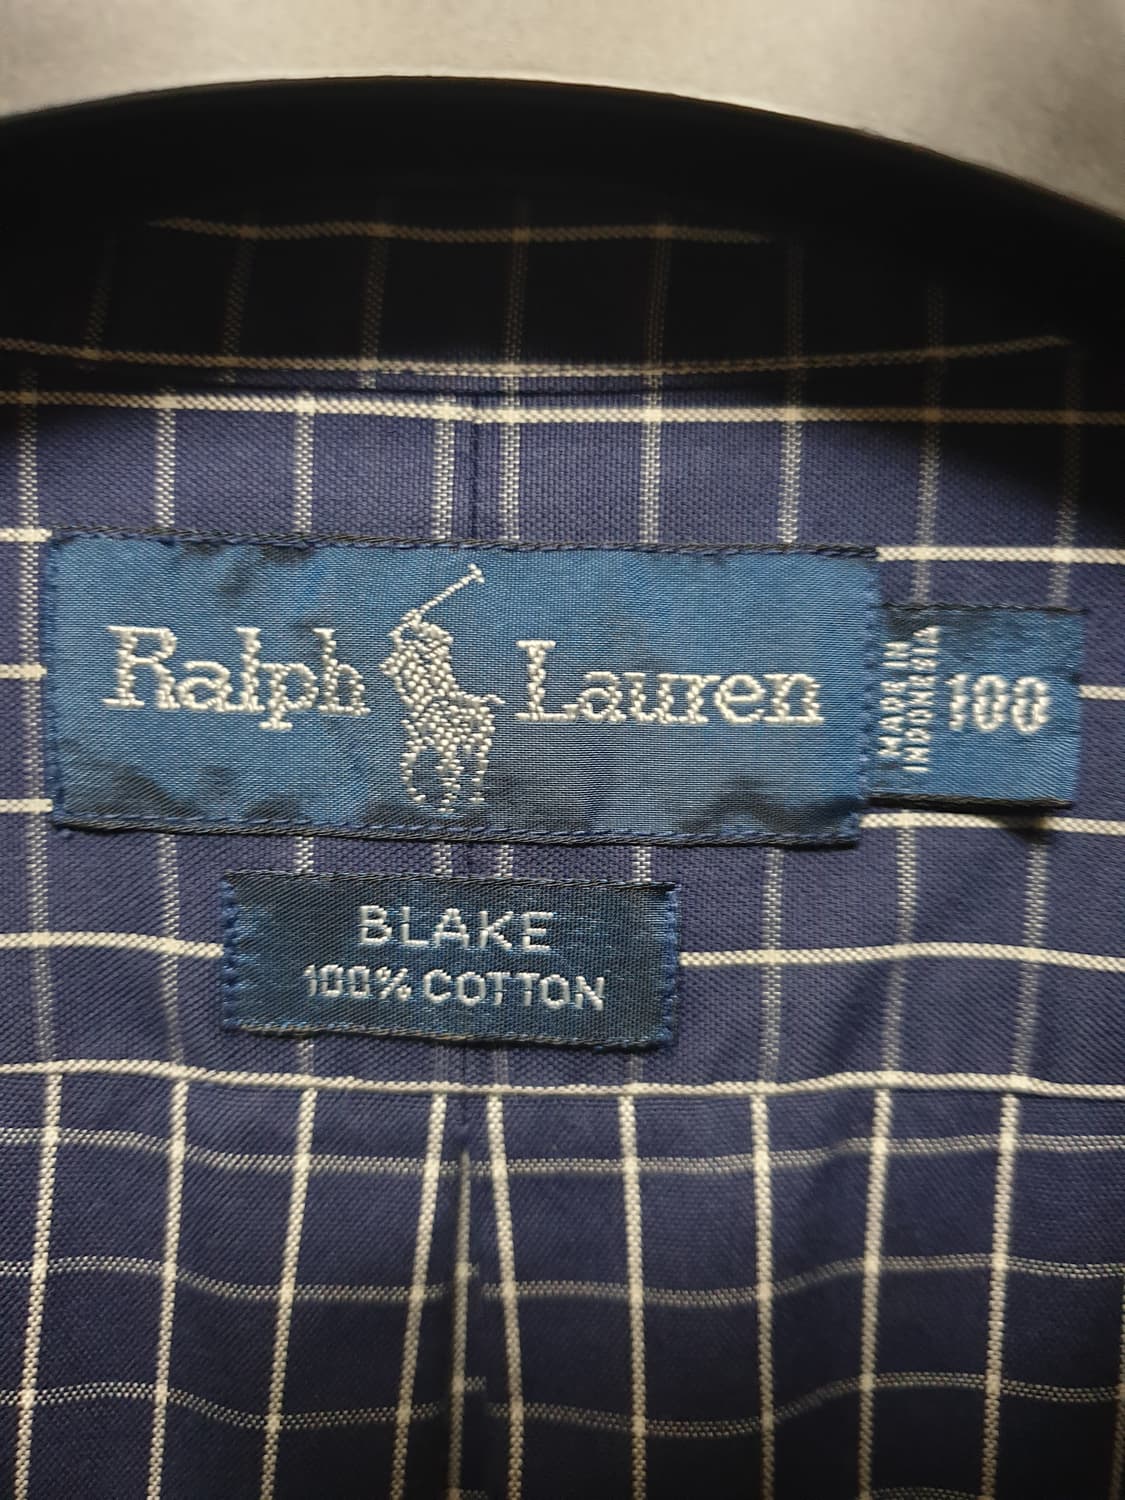 Ralph Lauren
MADE IN
INDONESIA
100
BLAKE
100% COTTON